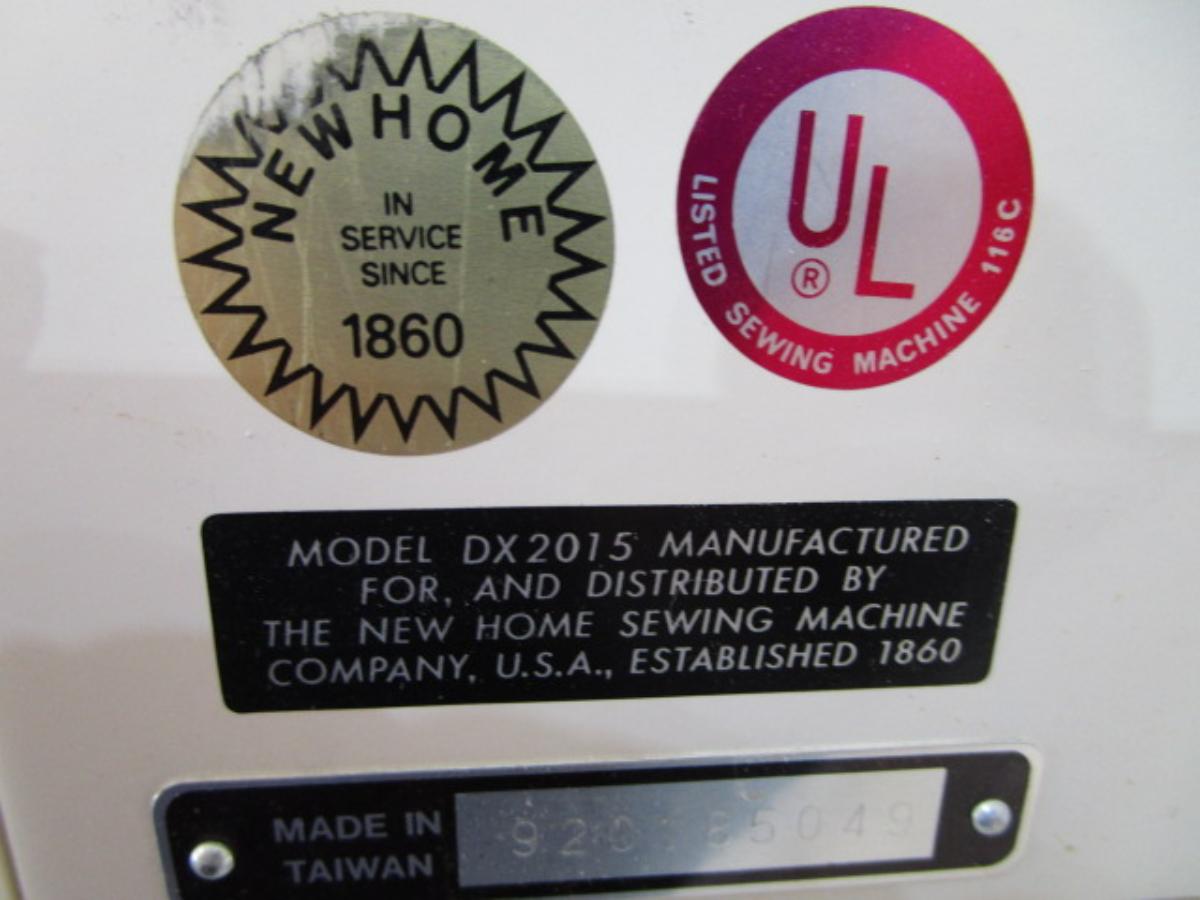 NEW HOME
IN
SERVICE
SINCE
1860
UL
®
LISTED SEWING MACHINE 116C
MODEL DX2015 MANUFACTURED
FOR, AND DISTRIBUTED BY
THE NEW HOME SEWING MACHINE
COMPANY, U.S.A., ESTABLISHED 1860
MADE IN
TAIWAN